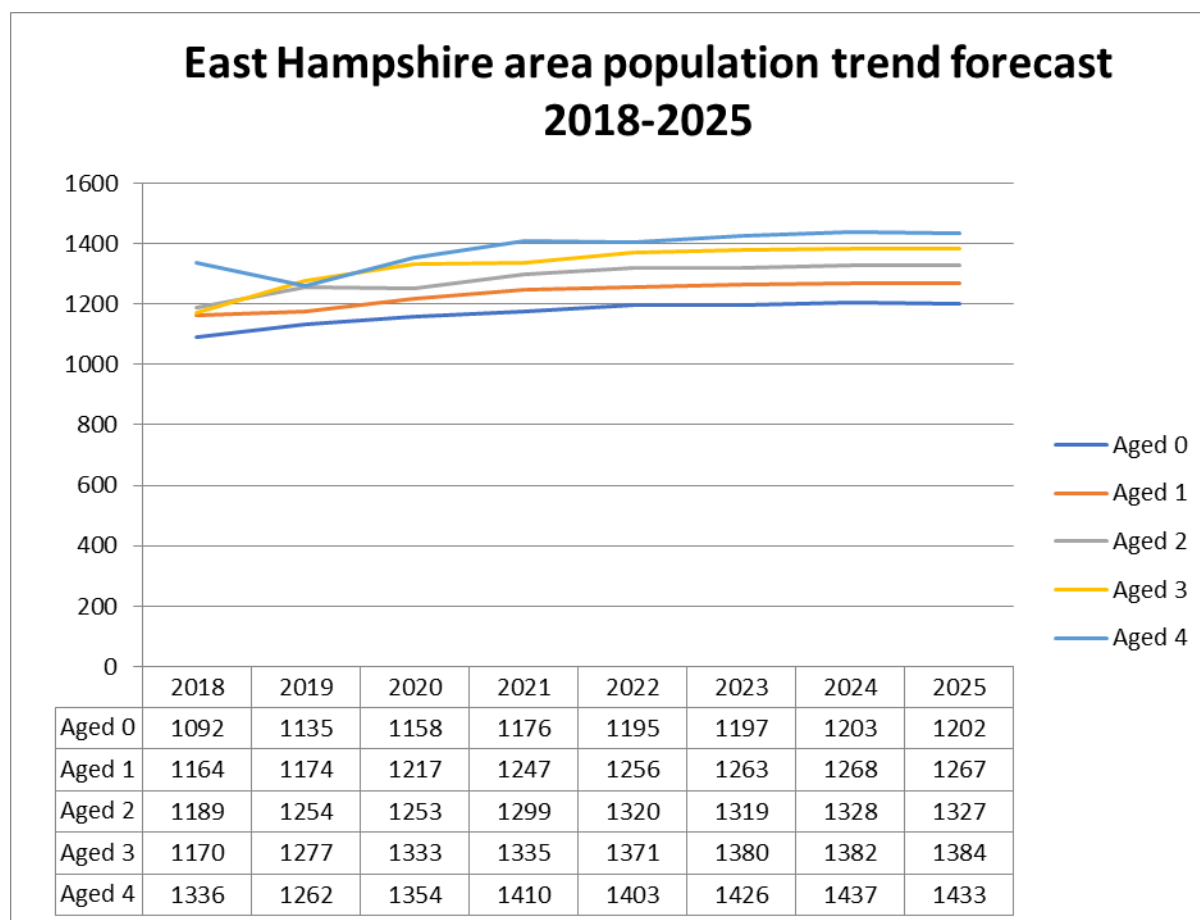 East Hampshire area population trend forecast
2018-2025
1600
1400
1200
1000
800
600
400
200
0
Aged 0
Aged 1
Aged 2
Aged 3
Aged 4
2018 2019 2020 2021 2022 2023 2024 2025
Aged 0 1092 1135 1158 1176 1195 1197 1203 1202
Aged 1 1164 1174 1217 1247 1256 1263 1268 1267
Aged 2 1189 1254 1253 1299 1320 1319 1328 1327
Aged 3 1170 1277 1333 1335 1371 1380 1382 1384
Aged 4 1336 1262 1354 1410 1403 1426 1437 1433